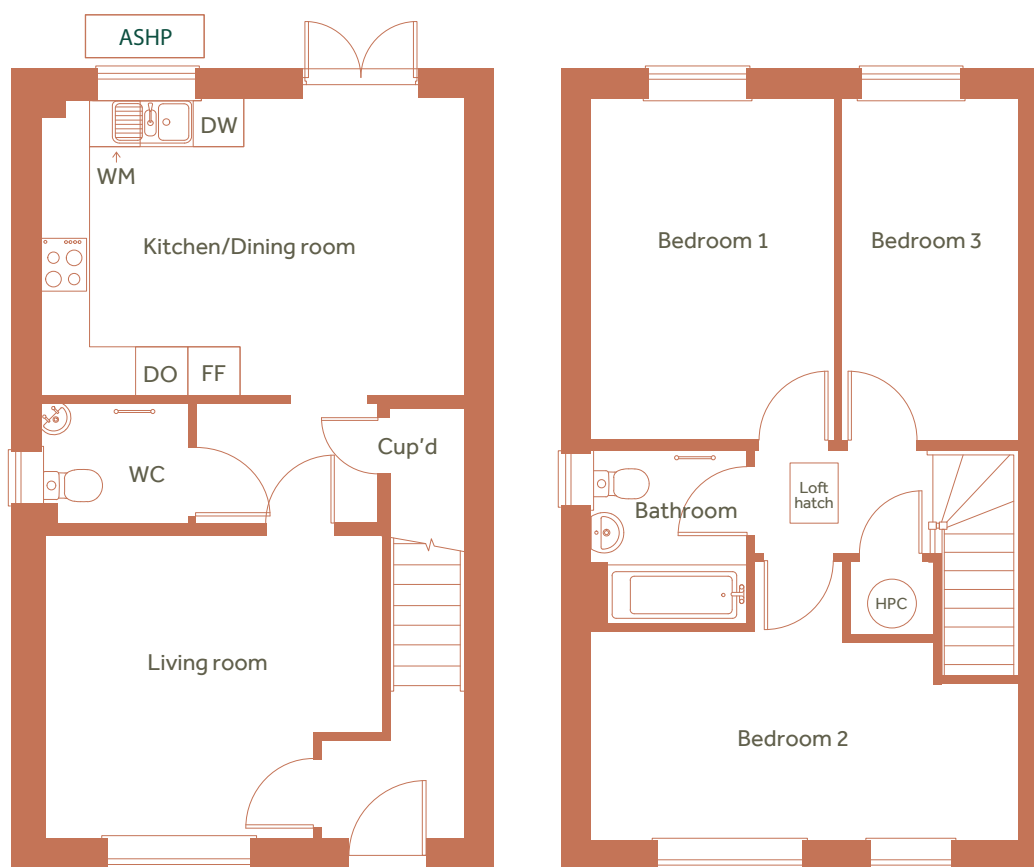 ASHP
DW
WM
Kitchen/Dining room
DO
FF
WC
Cup'd
Living room
Bedroom 1
Bedroom 3
Loft
hatch
Bathroom
HPC
Bedroom 2